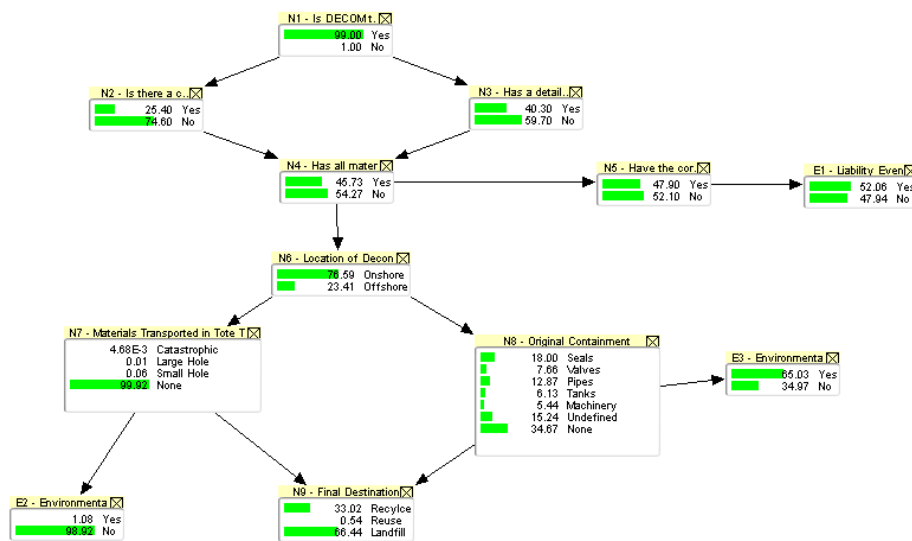 N1 - Is DECOMt.
99.00 Yes
1.00 No
N2 - Is there a c..
25.40 Yes
74.60 No
N3 - Has a detail..
40.30 Yes
59.70 No
N4 - Has all mater
45.73 Yes
54.27 No
N5 - Have the cor.
47.90 Yes
52.10 No
E1 - Liability Even
52.06 Yes
47.94 No
N6 - Location of Decon
76.59 Onshore
23.41 Offshore
N7 - Materials Transported in Tote T
4.68E-3 Catastrophic
0.01 Large Hole
0.06 Small Hole
99.92 None
N8 - Original Containment
18.00 Seals
7.66 Valves
12.87 Pipes
6.13 Tanks
5.44 Machinery
15.24 Undefined
34.67 None
E3 - Environmenta
65.03 Yes
34.97 No
E2 - Environmenta
1.08 Yes
98.92 No
N9 - Final Destination
33.02 Recylce
0.54 Reuse
66.44 Landfill